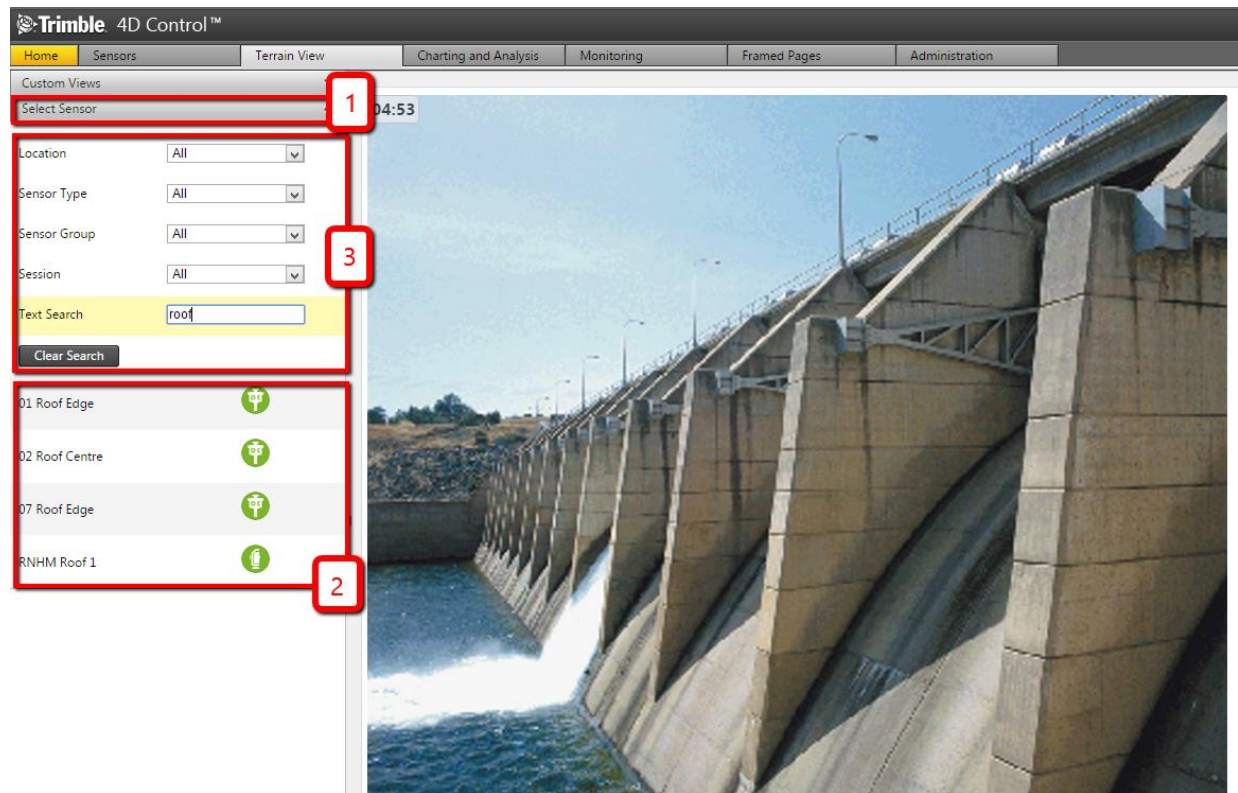 Trimble. 4D Control™
Home Sensors Terrain View Charting and Analysis Monitoring Framed Pages Administration
Custom Views
Select Sensor
1
04:53
Location All
Sensor Type All
Sensor Group All
3
Session All
Text Search roof
Clear Search
01 Roof Edge
02 Roof Centre
07 Roof Edge
RNHM Roof 1
2